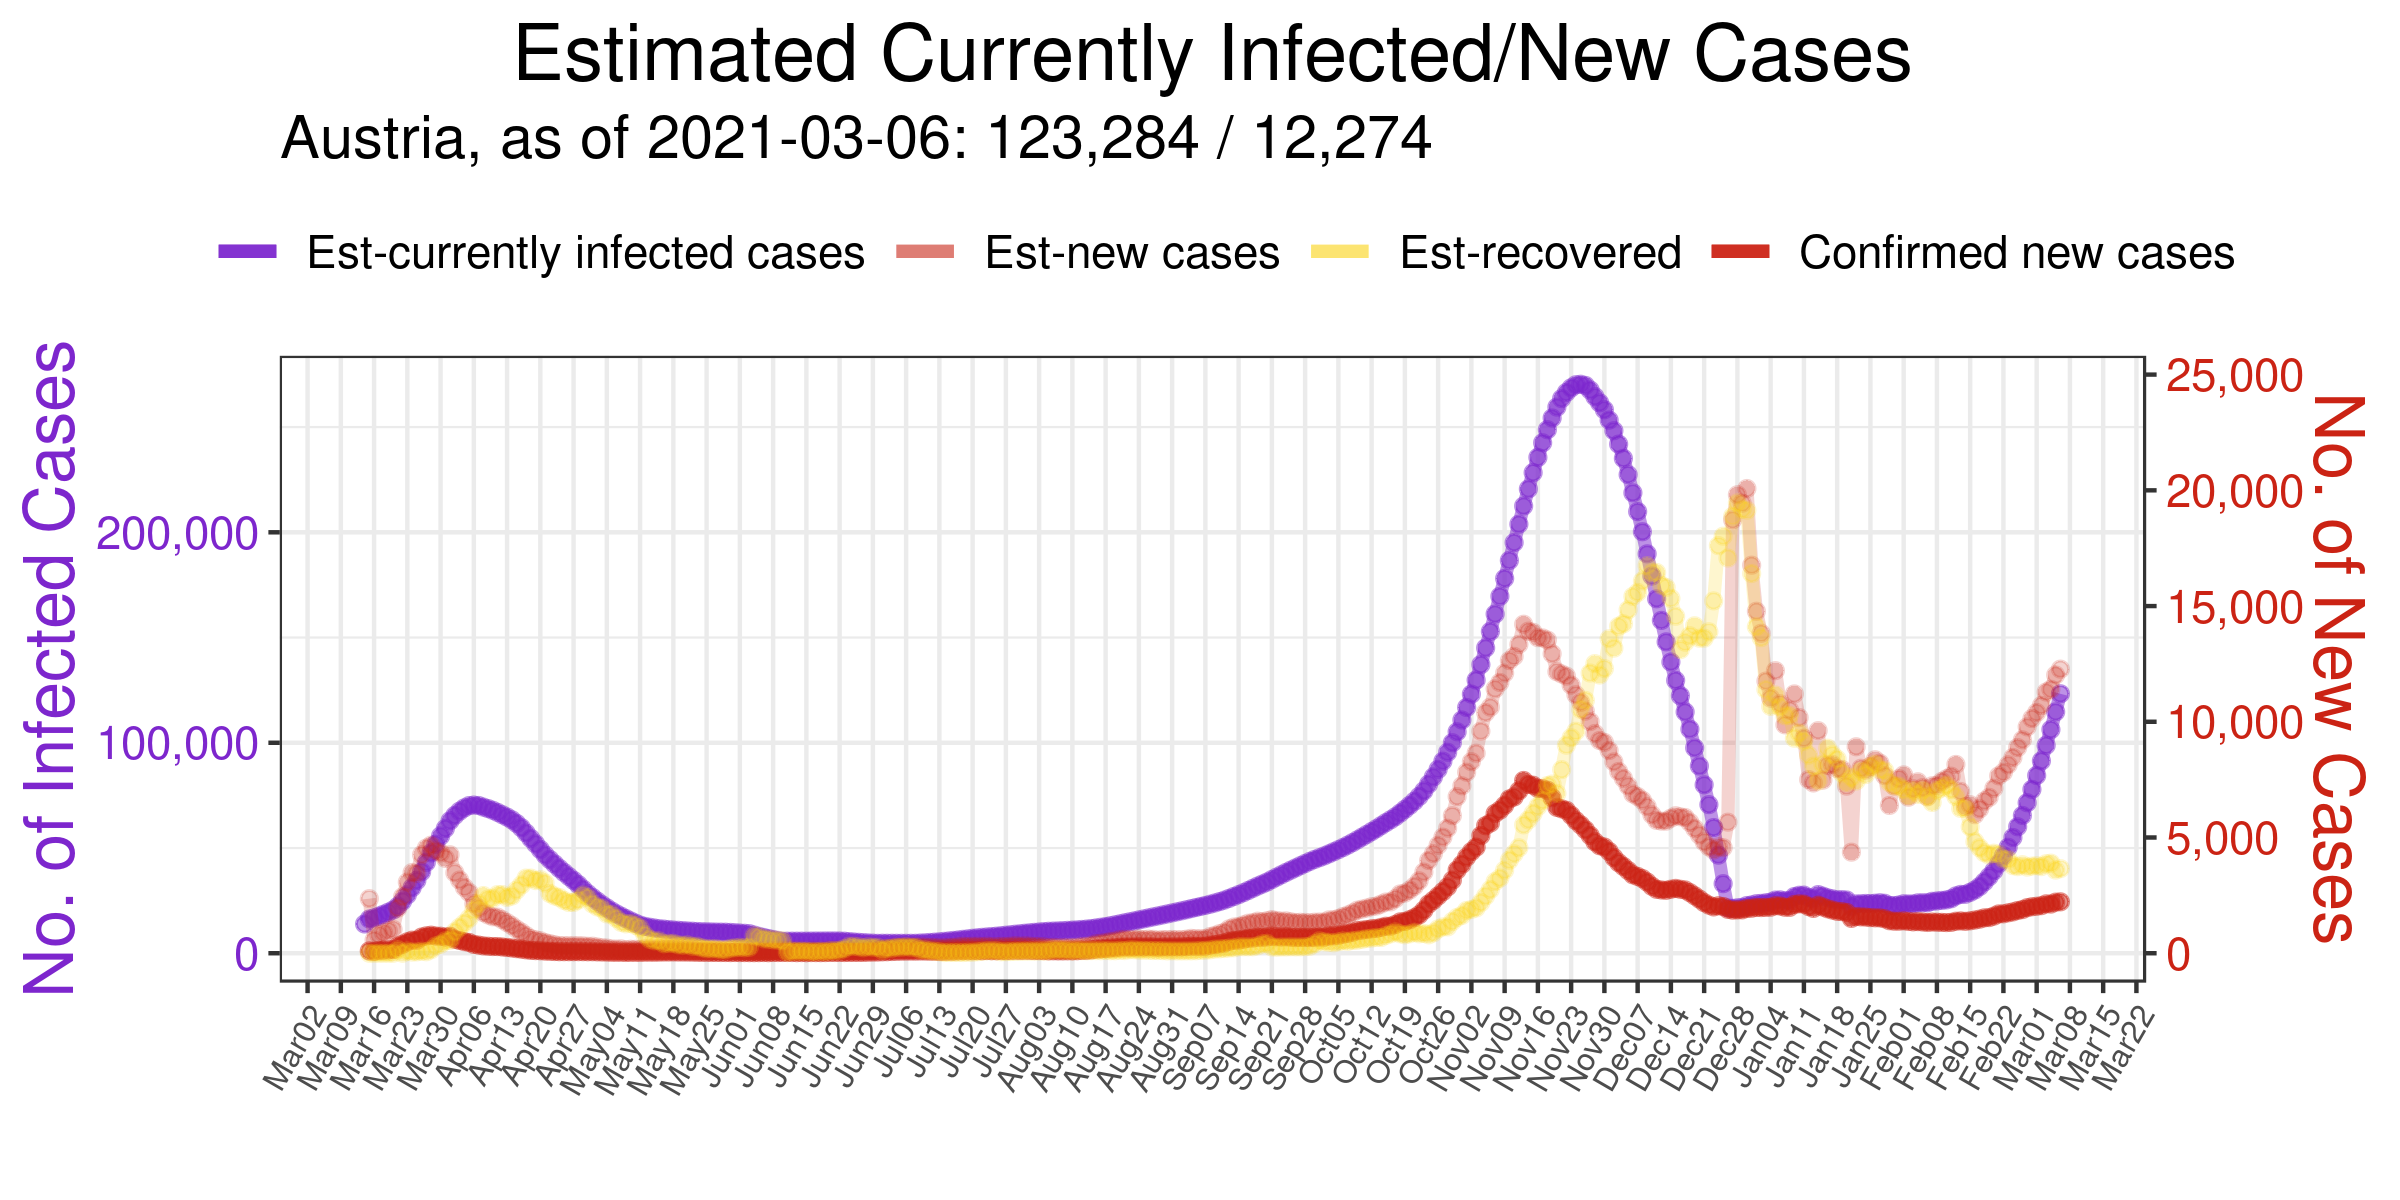 Estimated Currently Infected/New Cases
Austria, as of 2021-03-06: 123,284 / 12,274
Est-currently infected cases
Est-new cases
Est-recovered
Confirmed new cases
No. of Infected Cases
200,000
100,000
0
25,000
20,000
15,000
10,000
5,000
0
No. of New Cases
Mar02
Mar09
Mar16
Mar23
Mar30
Apr06
Apr13
Apr20
Apr27
May04
May11
May18
May25
Jun01
Jun08
Jun15
Jun22
Jun29
Jul06
Jul13
Jul20
Jul27
Aug03
Aug10
Aug17
Aug24
Aug31
Sep07
Sep14
Sep21
Sep28
Oct05
Oct12
Oct19
Oct26
Nov02
Nov09
Nov16
Nov23
Nov30
Dec07
Dec14
Dec21
Dec28
Jan04
Jan11
Jan18
Jan25
Feb01
Feb08
Feb15
Feb22
Mar01
Mar08
Mar15
Mar22